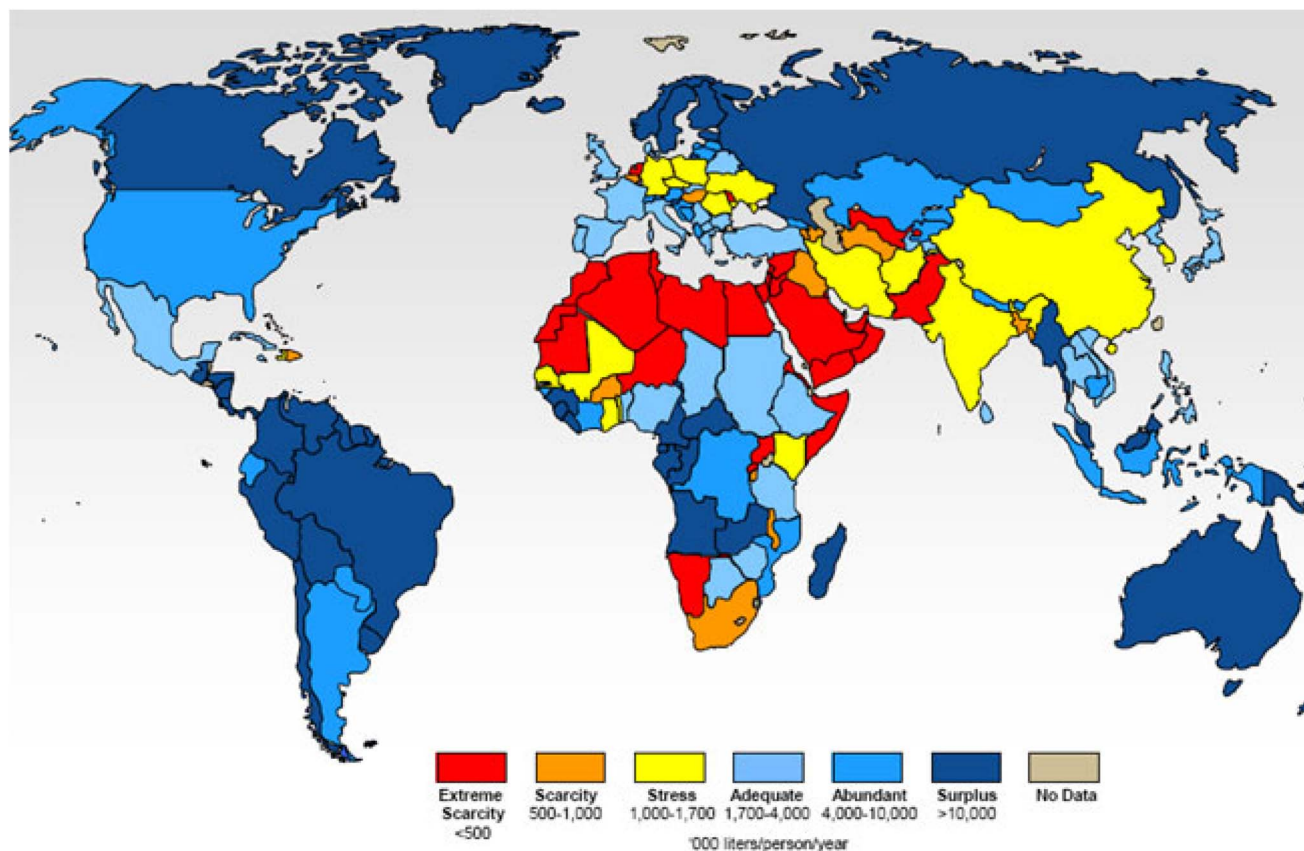 Extreme Scarcity Stress Adequate Abundant Surplus No Data
Scarcity 500-1,000 1,000-1,700 1,700-4,000 4,000-10,000 >10,000
<500
'000 liters/person/year